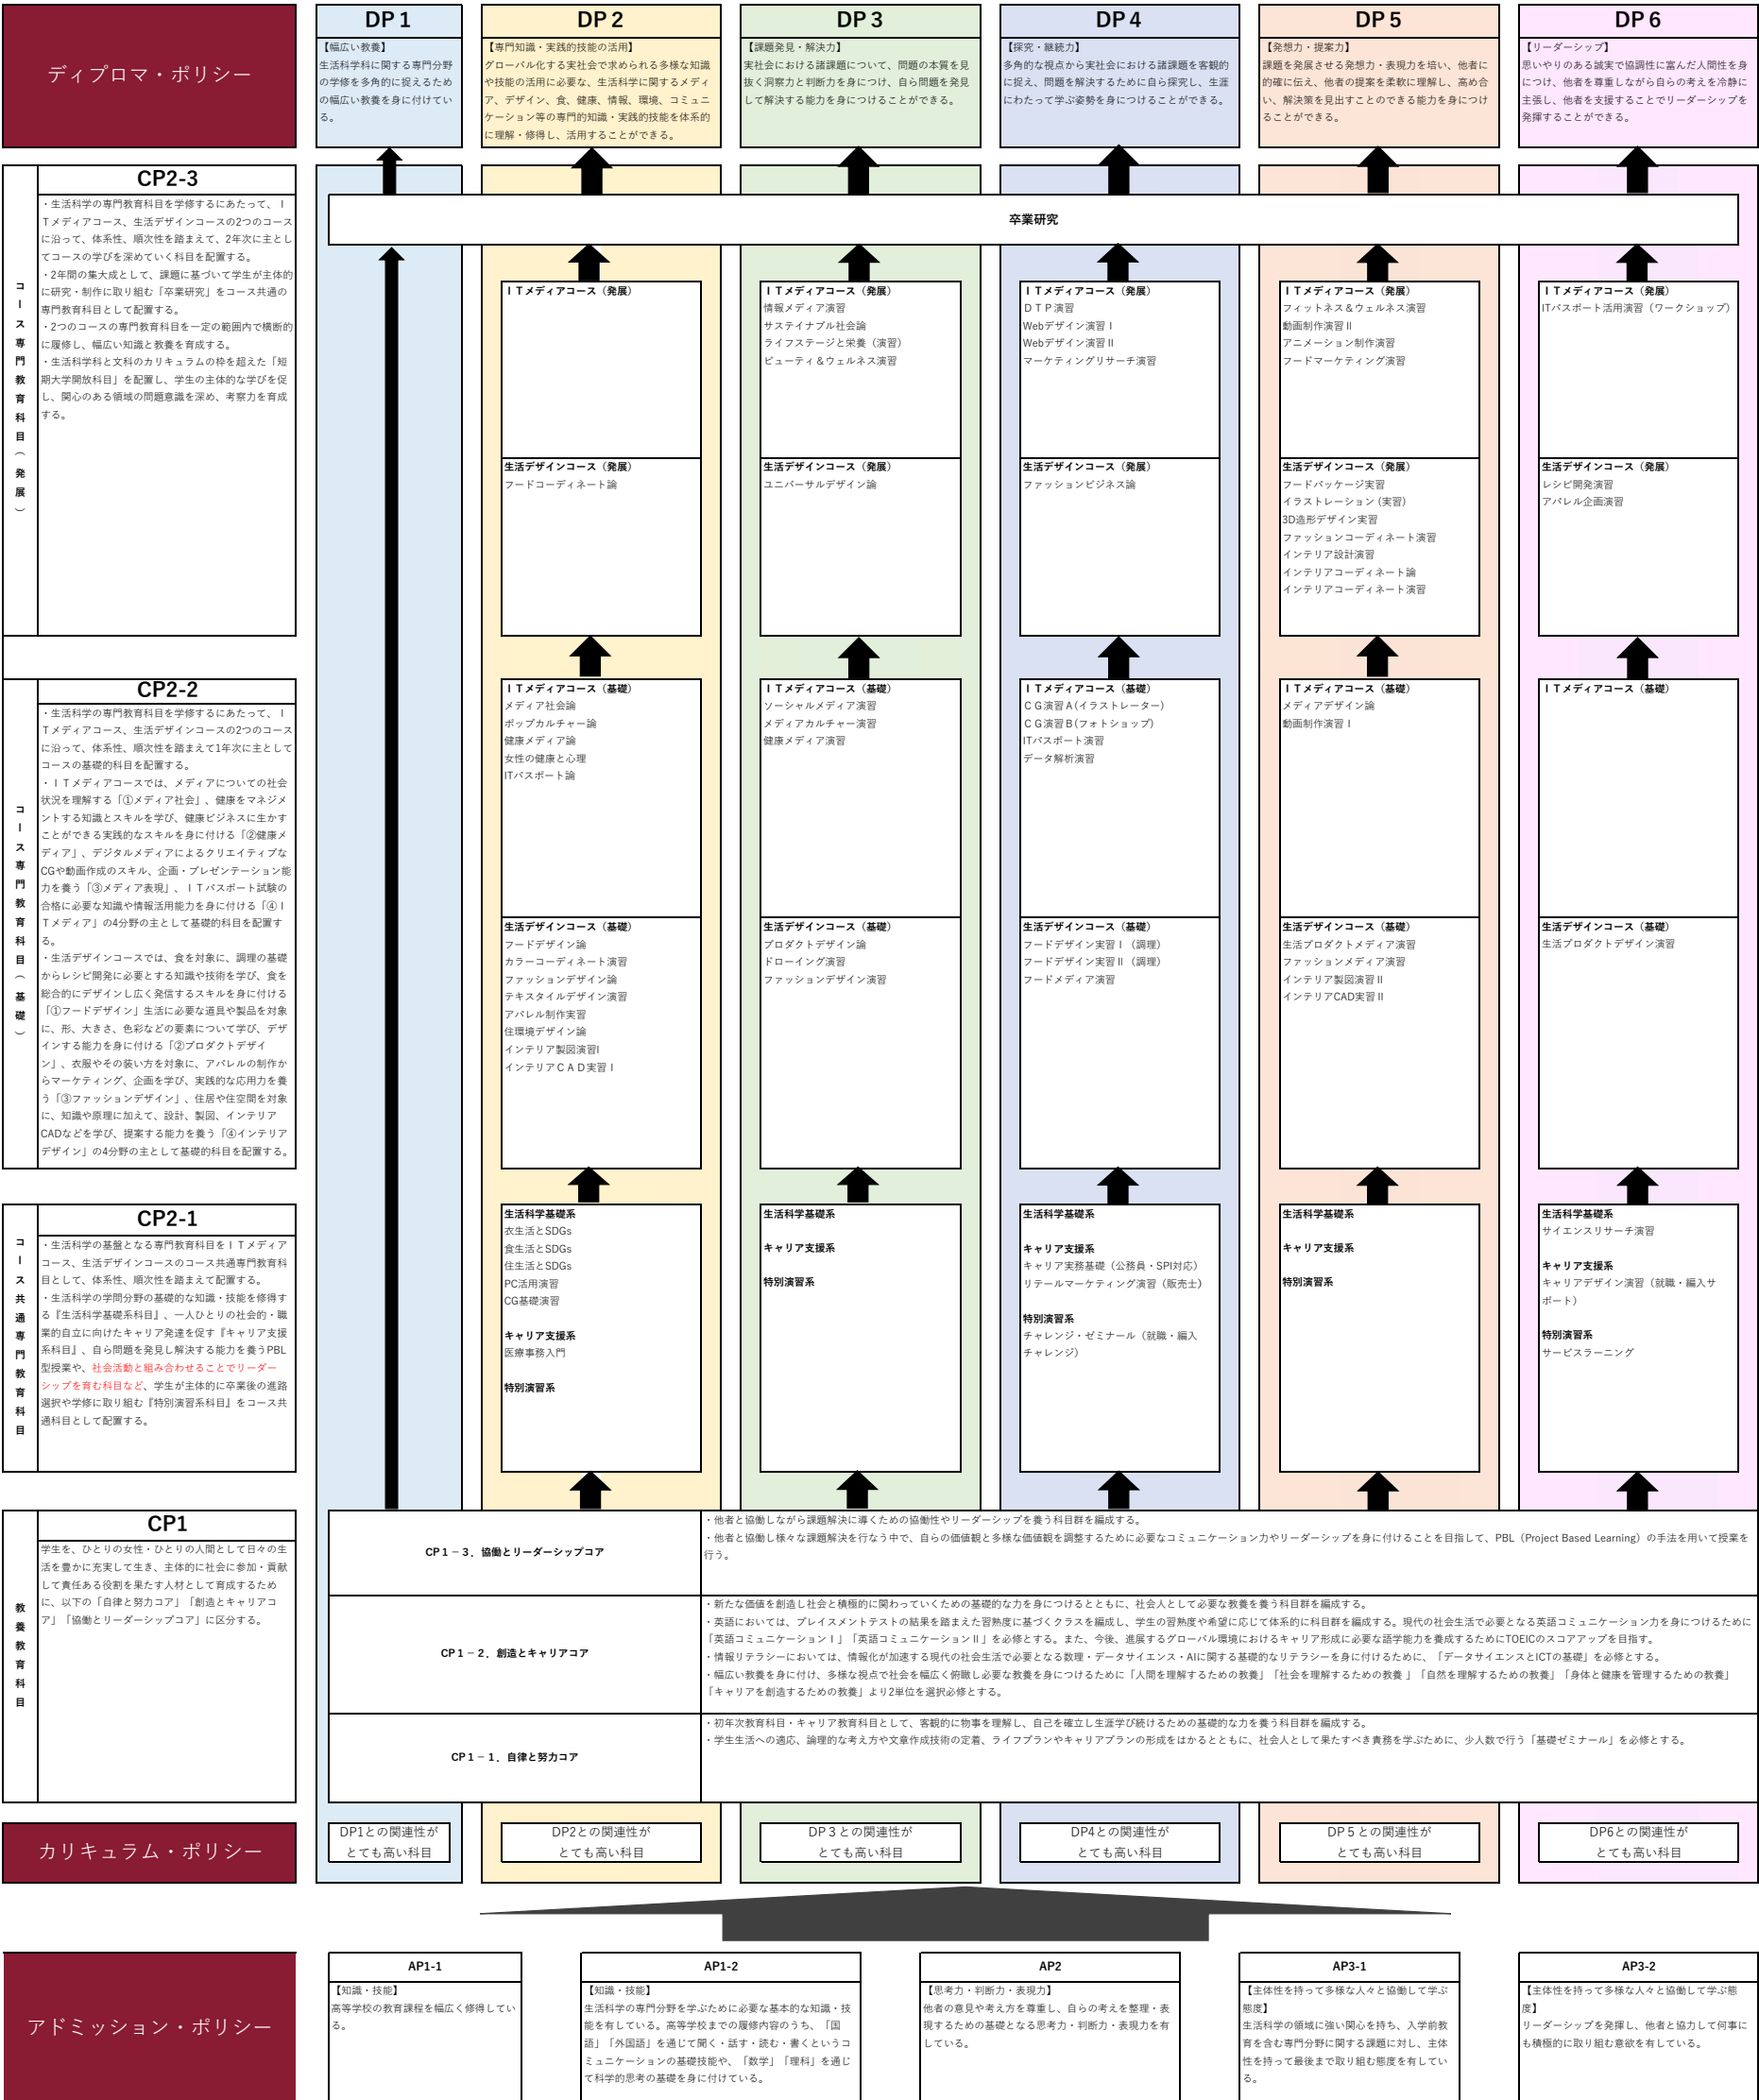 ディプロマ・ポリシー
DP 1
【幅広い教養】
生活科学科に関する専門分野
の学修を多角的に捉えるため
の幅広い教養を身に付けてい
る。
DP 2
【専門知識・実践的技能の活用】
グローバル化する実社会で求められる多様な知識
や技能の活用に必要な、生活科学に関するメディ
ア、デザイン、食、健康、情報、環境、コミュニ
ケーション等の専門的知識・実践的技能を体系的
に理解・修得し、活用することができる。
DP 3
【課題発見・解決力】
実社会における諸課題について、問題の本質を見
抜く洞察力と判断力を身につけ、自ら問題を発見
して解決する能力を身につけることができる。
DP 4
【探究・継続力】
多角的な視点から実社会における諸課題を客観的
に捉え、問題を解決するために自ら探究し、生涯
にわたって学ぶ姿勢を身につけることができる。
DP 5
【発想力・提案力】
課題を発展させる発想力・表現力を培い、他者に
的確に伝え、他者の提案を柔軟に理解し、高め合
い、解決策を見出すことのできる能力を身につけ
ることができる。
DP 6
【リーダーシップ】
思いやりのある誠実で協調性に富んだ人間性を身
につけ、他者を尊重しながら自らの考えを冷静に
主張し、他者を支援することでリーダーシップを
発揮することができる。
コース専門教育科目（発展）
CP2-3
・生活科学の専門教育科目を学修するにあたって、Ｉ
Ｔメディアコース、生活デザインコースの2つのコース
に沿って、体系性、順次性を踏まえて、2年次に主とし
てコースの学びを深めていく科目を配置する。
・2年間の集大成として、課題に基づいて学生が主体的
に研究・制作に取り組む「卒業研究」をコース共通の
専門教育科目として配置する。
・2つのコースの専門教育科目を一定の範囲内で横断的
に履修し、幅広い知識と教養を育成する。
・生活科学科と文科のカリキュラムの枠を超えた「短
期大学開放科目」を配置し、学生の主体的な学びを促
し、関心のある領域の問題意識を深め、考察力を育成
する。
卒業研究
ＩＴメディアコース（発展）
ＩＴメディアコース（発展）
情報メディア演習
サステイナブル社会論
ライフステージと栄養（演習）
ビューティ＆ウェルネス演習
ＩＴメディアコース（発展）
ＤＴＰ演習
Webデザイン演習Ⅰ
Webデザイン演習Ⅱ
マーケティングリサーチ演習
ＩＴメディアコース（発展）
フィットネス＆ウェルネス演習
動画制作演習Ⅱ
アニメーション制作演習
フードマーケティング演習
ＩＴメディアコース（発展）
ITパスポート活用演習（ワークショップ）
生活デザインコース（発展）
フードコーディネート論
生活デザインコース（発展）
ユニバーサルデザイン論
生活デザインコース（発展）
ファッションビジネス論
生活デザインコース（発展）
フードパッケージ実習
イラストレーション (実習)
3D造形デザイン実習
ファッションコーディネート演習
インテリア設計演習
インテリアコーディネート論
インテリアコーディネート演習
生活デザインコース（発展）
レシピ開発演習
アパレル企画演習
コース専門教育科目（基礎）
CP2-2
・生活科学の専門教育科目を学修するにあたって、Ｉ
Ｔメディアコース、生活デザインコースの2つのコース
に沿って、体系性、順次性を踏まえて1年次に主として
コースの基礎的科目を配置する。
・ＩＴメディアコースでは、メディアについての社会
状況を理解する「①メディア社会」、健康をマネジメ
ントする知識とスキルを学び、健康ビジネスに生かす
ことができる実践的なスキルを身に付ける「②健康メ
ディア」、デジタルメディアによるクリエイティブな
CGや動画作成のスキル、企画・プレゼンテーション能
力を養う「③メディア表現」、ＩＴパスポート試験の
合格に必要な知識や情報活用能力を身に付ける「④Ｉ
Ｔメディア」の4分野の主として基礎的科目を配置す
る。
・生活デザインコースでは、食を対象に、調理の基礎
からレシピ開発に必要とする知識や技術を学び、食を
総合的にデザインし広く発信するスキルを身に付ける
「①フードデザイン」生活に必要な道具や製品を対象
に、形、大きさ、色彩などの要素について学び、デザ
インする能力を身に付ける「②プロダクトデザイ
ン」、衣服やその装い方を対象に、アパレルの制作か
らマーケティング、企画を学び、実践的な応用力を養
う「③ファッションデザイン」、住居や住空間を対象
に、知識や原理に加えて、設計、製図、インテリア
CADなどを学び、提案する能力を養う「④インテリア
デザイン」の4分野の主として基礎的科目を配置する。
ＩＴメディアコース（基礎）
メディア社会論
ポップカルチャー論
健康メディア論
女性の健康と心理
ITパスポート論
ＩＴメディアコース（基礎）
ソーシャルメディア演習
メディアカルチャー演習
健康メディア演習
ＩＴメディアコース（基礎）
ＣＧ演習Ａ(イラストレーター)
ＣＧ演習Ｂ(フォトショップ)
ITパスポート演習
データ解析演習
ＩＴメディアコース（基礎）
メディアデザイン論
動画制作演習Ⅰ
ＩＴメディアコース（基礎）
生活デザインコース（基礎）
フードデザイン論
カラーコーディネート演習
ファッションデザイン論
テキスタイルデザイン演習
アパレル制作実習
住環境デザイン論
インテリア製図演習Ⅰ
インテリアＣＡＤ実習Ⅰ
生活デザインコース（基礎）
プロダクトデザイン論
ドローイング演習
ファッションデザイン演習
生活デザインコース（基礎）
フードデザイン実習Ⅰ（調理）
フードデザイン実習Ⅱ（調理）
フードメディア演習
生活デザインコース（基礎）
生活プロダクトメディア演習
ファッションメディア演習
インテリア製図演習Ⅱ
インテリアCAD実習Ⅱ
生活デザインコース（基礎）
生活プロダクトデザイン演習
コース共通専門教育科目
CP2-1
・生活科学の基盤となる専門教育科目をＩＴメディア
コース、生活デザインコースのコース共通専門教育科
目として、体系性、順次性を踏まえて配置する。
・生活科学の学問分野の基礎的な知識・技能を修得す
る『生活科学基礎系科目』、一人ひとりの社会的・職
業的自立に向けたキャリア発達を促す『キャリア支援
系科目』、自ら問題を発見し解決する能力を養うPBL
型授業や、社会活動と組み合わせることでリーダー
シップを育む科目など、学生が主体的に卒業後の進路
選択や学修に取り組む『特別演習系科目』をコース共
通科目として配置する。
生活科学基礎系
衣生活とSDGs
食生活とSDGs
住生活とSDGs
PC活用演習
CG基礎演習
キャリア支援系
医療事務入門
特別演習系
生活科学基礎系
キャリア支援系
特別演習系
生活科学基礎系
キャリア支援系
キャリア実務基礎（公務員・SPI対応）
リテールマーケティング演習（販売士）
特別演習系
チャレンジ・ゼミナール（就職・編入
チャレンジ）
生活科学基礎系
キャリア支援系
特別演習系
生活科学基礎系
サイエンスリサーチ演習
キャリア支援系
キャリアデザイン演習（就職・編入サ
ポート）
特別演習系
サービスラーニング
教養教育科目
CP1
学生を、ひとりの女性・ひとりの人間として日々の生
活を豊かに充実して生き、主体的に社会に参加・貢献
して責任ある役割を果たす人材として育成するため
に、以下の「自律と努力コア」「創造とキャリアコ
ア」「協働とリーダーシップコア」に区分する。
CP１－３．協働とリーダーシップコア
・他者と協働しながら課題解決に導くための協働性やリーダーシップを養う科目群を編成する。
・他者と協働し様々な課題解決を行なう中で、自らの価値観と多様な価値観を調整するために必要なコミュニケーション力やリーダーシップを身に付けることを目指して、PBL（Project Based Learning）の手法を用いて授業を
行う。
CP１－２．創造とキャリアコア
・新たな価値を創造し社会と積極的に関わっていくための基礎的な力を身につけるとともに、社会人として必要な教養を養う科目群を編成する。
・英語においては、プレイスメントテストの結果を踏まえた習熟度に基づくクラスを編成し、学生の習熟度や希望に応じて体系的に科目群を編成する。現代の社会生活で必要となる英語コミュニケーション力を身につけるために
「英語コミュニケーションⅠ」「英語コミュニケーションⅡ」を必修とする。また、今後、進展するグローバル環境におけるキャリア形成に必要な語学能力を養成するためにTOEICのスコアアップを目指す。
・情報リテラシーにおいては、情報化が加速する現代の社会生活で必要となる数理・データサイエンス・AIに関する基礎的なリテラシーを身に付けるために、「データサイエンスとICTの基礎」を必修とする。
・幅広い教養を身に付け、多様な視点で社会を幅広く俯瞰し必要な教養を身につけるために「人間を理解するための教養」「社会を理解するための教養 」「自然を理解するための教養」「身体と健康を管理するための教養」
「キャリアを創造するための教養」より2単位を選択必修とする。
CP１－１．自律と努力コア
・初年次教育科目・キャリア教育科目として、客観的に物事を理解し、自己を確立し生涯学び続けるための基礎的な力を養う科目群を編成する。
・学生生活への適応、論理的な考え方や文章作成技術の定着、ライフプランやキャリアプランの形成をはかるとともに、社会人として果たすべき責務を学ぶために、少人数で行う「基礎ゼミナール」を必修とする。
カリキュラム・ポリシー
DP1との関連性が
とても高い科目
DP2との関連性が
とても高い科目
DP３との関連性が
とても高い科目
DP4との関連性が
とても高い科目
DP５との関連性が
とても高い科目
DP6との関連性が
とても高い科目
アドミッション・ポリシー
AP1-1
【知識・技能】
高等学校の教育課程を幅広く修得してい
る。
AP1-2
【知識・技能】
生活科学の専門分野を学ぶために必要な基本的な知識・技
能を有している。高等学校までの履修内容のうち、「国
語」「外国語」を通じて聞く・話す・読む・書くというコ
ミュニケーションの基礎技能や、「数学」「理科」を通じ
て科学的思考の基礎を身に付けている。
AP2
【思考力・判断力・表現力】
他者の意見や考え方を尊重し、自らの考えを整理・表
現するための基礎となる思考力・判断力・表現力を有
している。
AP3-1
【主体性を持って多様な人々と協働して学ぶ
態度】
生活科学の領域に強い関心を持ち、入学前教
育を含む専門分野に関する課題に対し、主体
性を持って最後まで取り組む態度を有してい
る。
AP3-2
【主体性を持って多様な人々と協働して学ぶ態
度】
リーダーシップを発揮し、他者と協力して何事に
も積極的に取り組む意欲を有している。